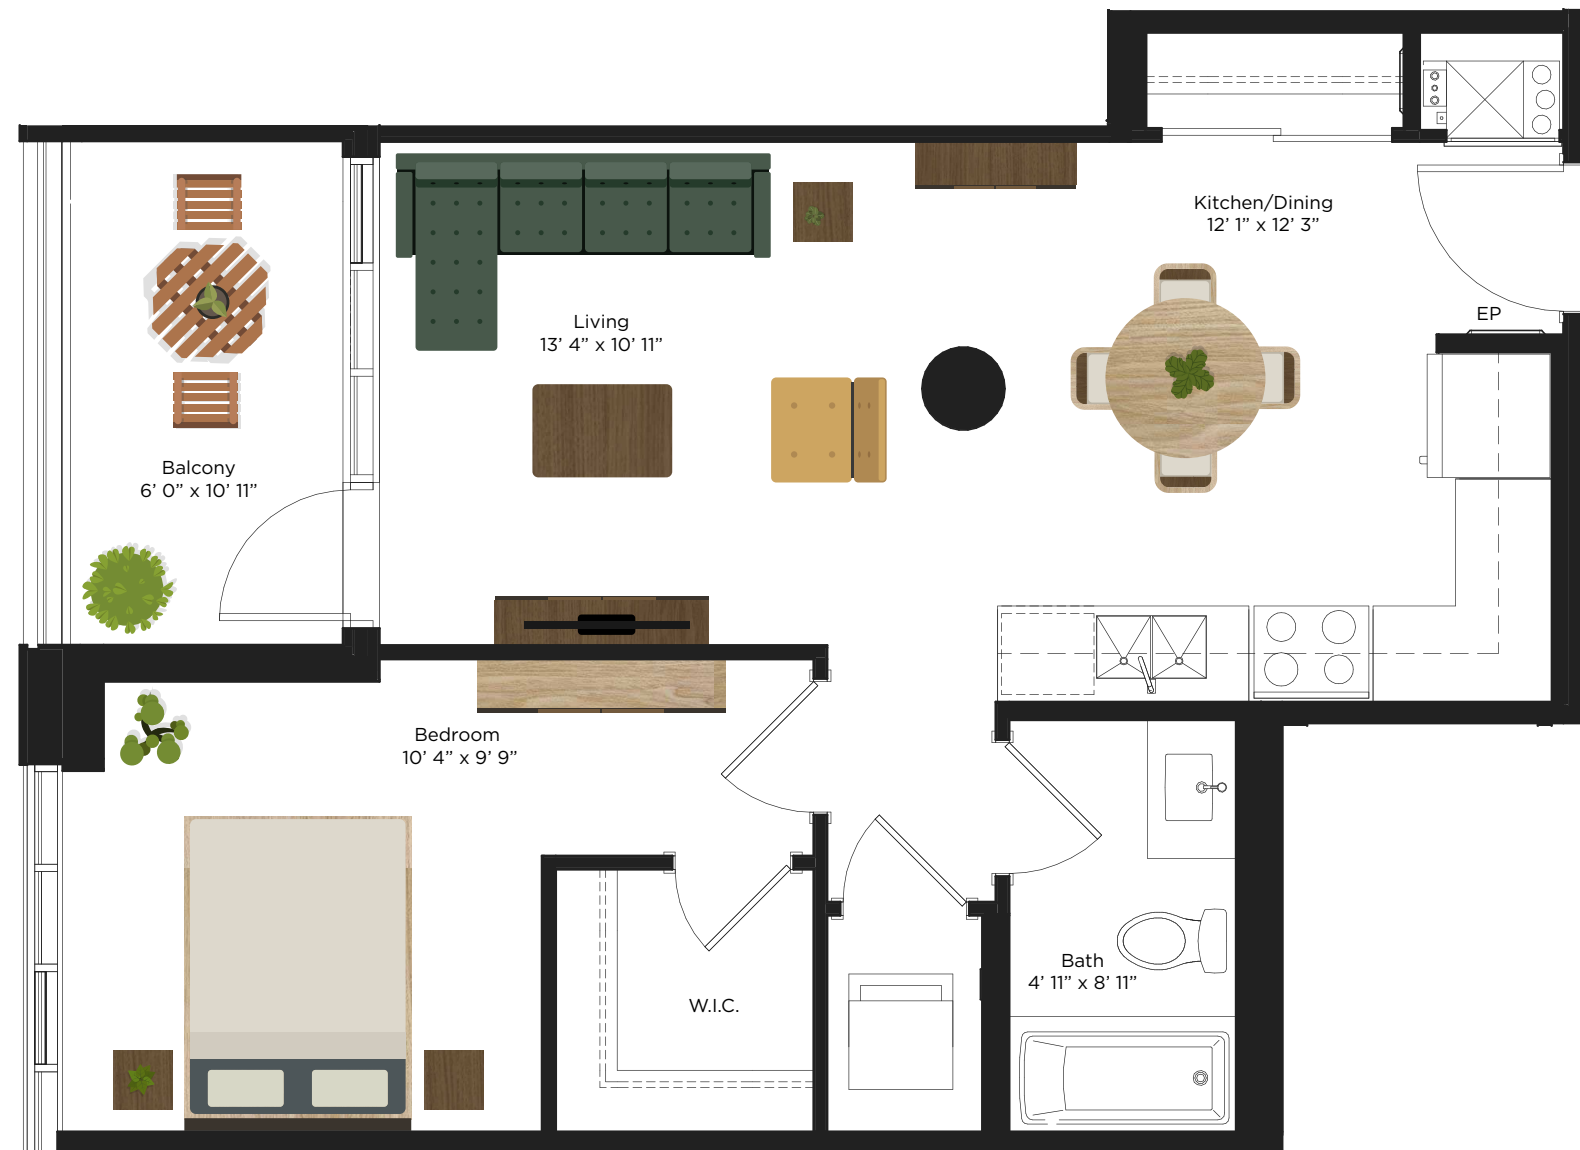 Kitchen/Dining
12’ 1” x 12’ 3”
EP
Living
13’ 4” x 10’ 11”
Balcony
6’ 0” x 10’ 11”
Bedroom
10’ 4” x 9’ 9”
Bath
4’ 11” x 8’ 11”
W.I.C.